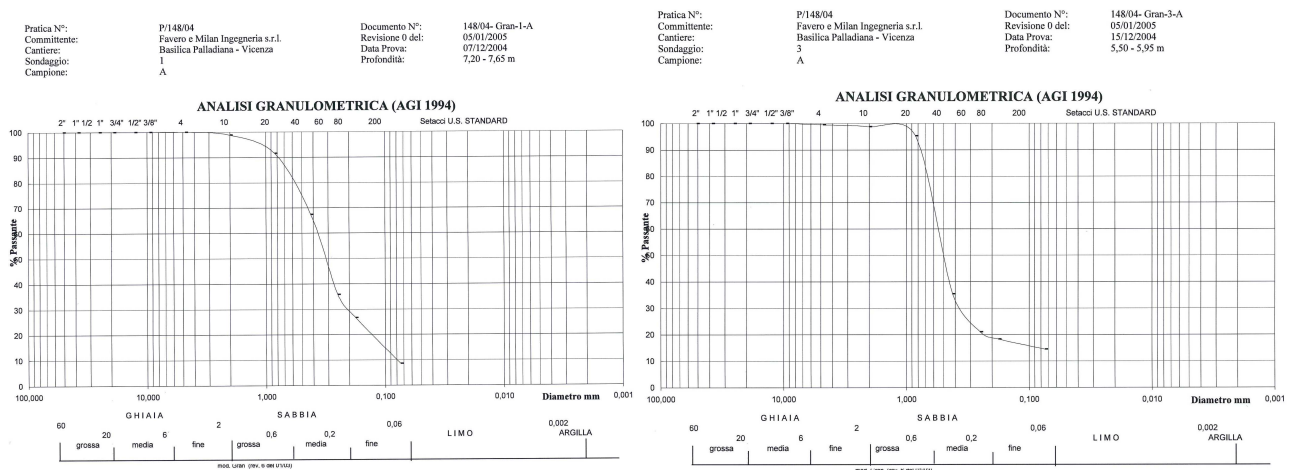 Pratica N°: P/148/04 Documento N°: 148/04- Gran-1-A
Committente: Favero e Milan Ingegneria s.r.l. Revisione 0 del: 05/01/2005
Cantiere: Basilica Palladiana - Vicenza Data Prova: 07/12/2004
Sondaggio: 1 Profondità: 7,20 - 7,65 m
Campione: A
ANALISI GRANULOMETRICA (AGI 1994)
2" 1" 1/2 1" 3/4" 1/2" 3/8" 4 10 20 40 60 80 200 Setacci U.S. STANDARD
% Passante
100
90
80
70
60
50
40
30
20
10
0
100,000 10,000 1,000 0,100 0,010 Diametro mm 0,001
GHIAIA SABBIA
60 2 0,06 0,002
20 6 0,6 0,2 LIMO ARGILLA
grossa media fine grossa media fine
mod. Gran (rev. 6 del 01/03)
Pratica N°: P/148/04 Documento N°: 148/04- Gran-3-A
Committente: Favero e Milan Ingegneria s.r.l. Revisione 0 del: 05/01/2005
Cantiere: Basilica Palladiana - Vicenza Data Prova: 15/12/2004
Sondaggio: 3 Profondità: 5,50 - 5,95 m
Campione: A
ANALISI GRANULOMETRICA (AGI 1994)
2" 1" 1/2 1" 3/4" 1/2" 3/8" 4 10 20 40 60 80 200 Setacci U.S. STANDARD
% Passante
100
90
80
70
60
50
40
30
20
10
0
100,000 10,000 1,000 0,100 0,010 Diametro mm 0,001
GHIAIA SABBIA
60 2 0,06 0,002
20 6 0,6 0,2 LIMO ARGILLA
grossa media fine grossa media fine